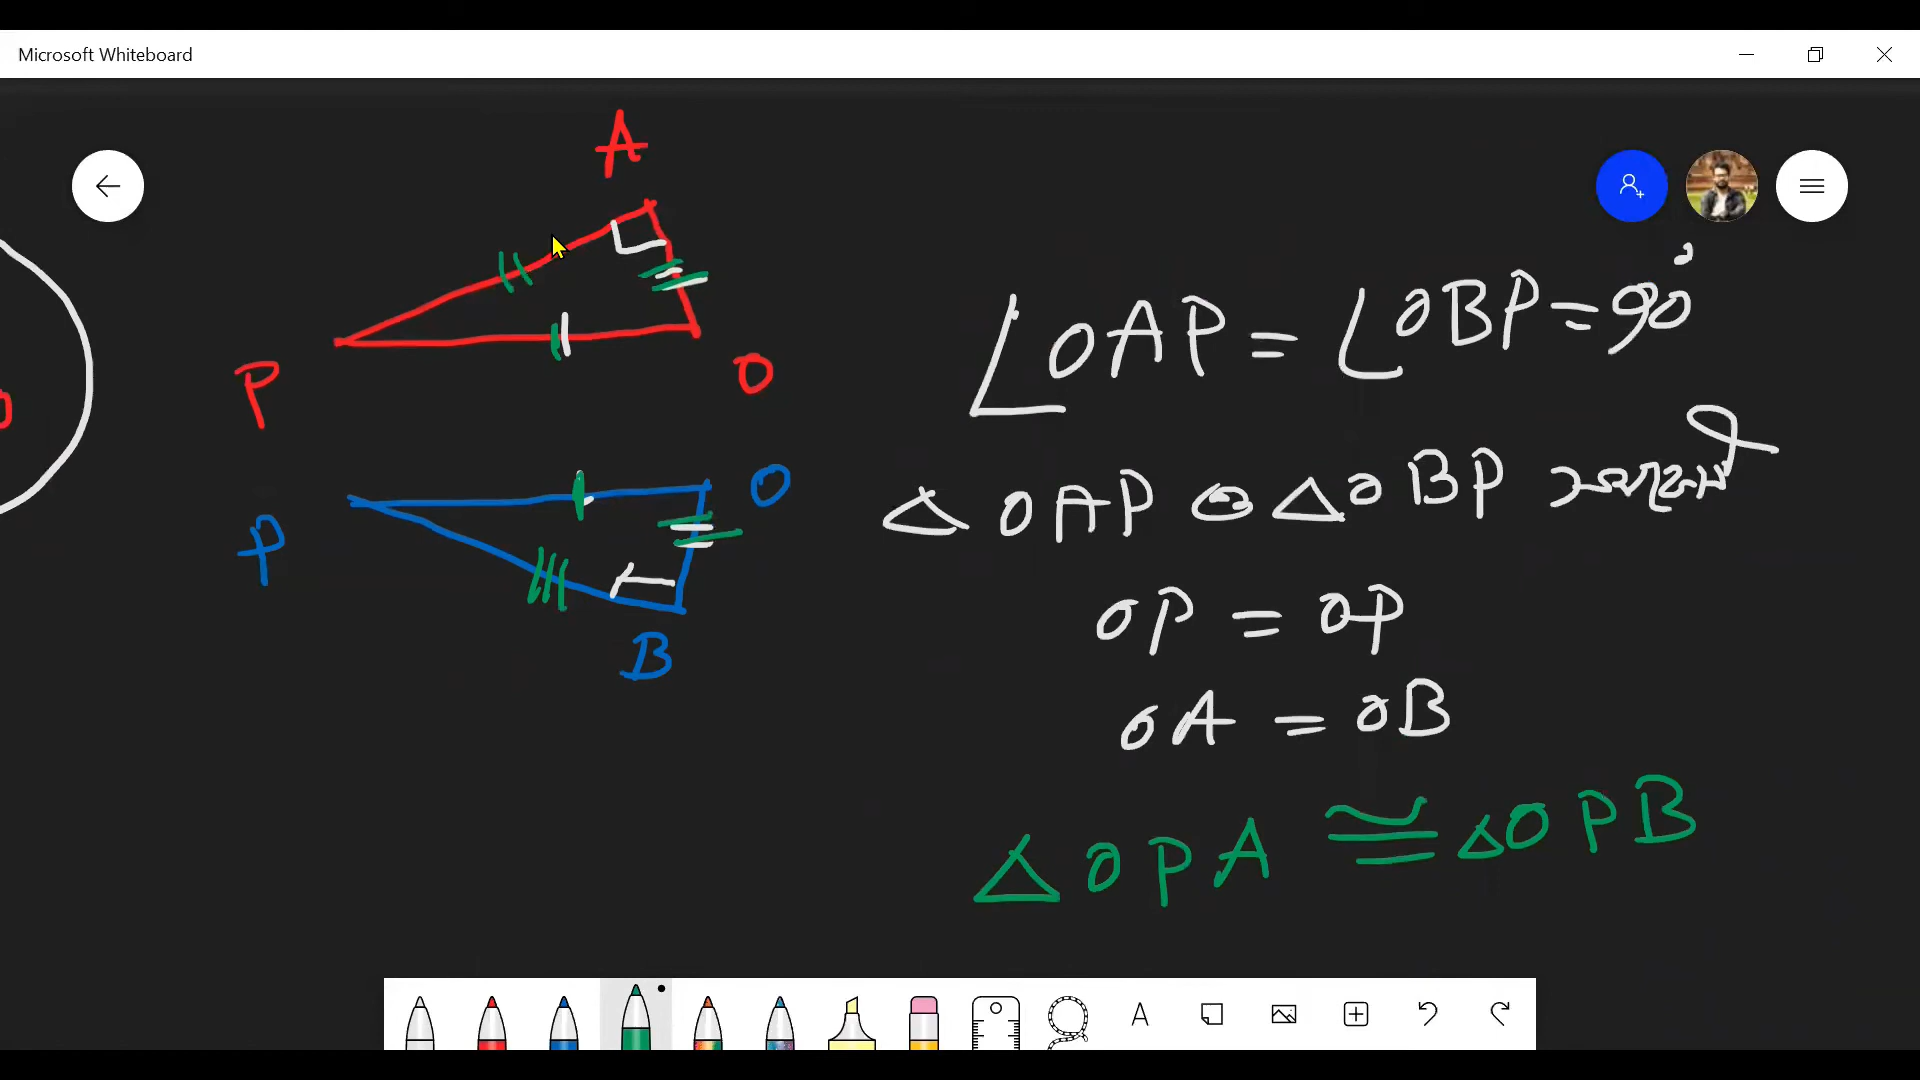 Microsoft Whiteboard
A
P
O
P
O
B
∠OAP = ∠OBP = 90°
△OAP ও △OBP সমকোণী
OP = OP
OA = OB
△OPA ≅ △OPB
A